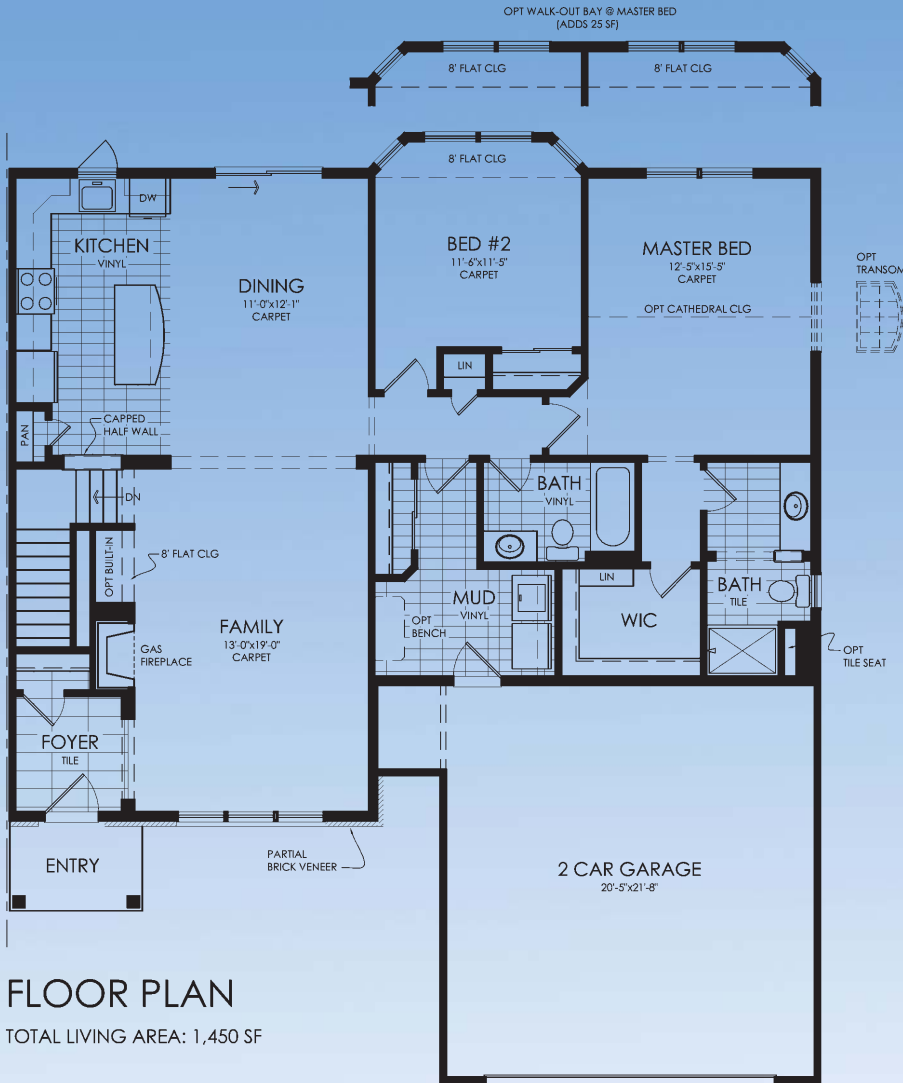 OPT WALK-OUT BAY @ MASTER BED
(ADDS 25 SF)
8' FLAT CLG
8' FLAT CLG
8' FLAT CLG
DW
KITCHEN
VINYL
BED #2
11'-6"x11'-5"
CARPET
MASTER BED
12'-5"x15'-5"
CARPET
OPT
TRANSOM
DINING
11'-0"x12'-1"
CARPET
OPT CATHEDRAL CLG
LIN
PAN
CAPPED
HALF WALL
DN
BATH
VINYL
8' FLAT CLG
OPT BUILT-IN
LIN
BATH
TILE
MUD
VINYL
OPT
BENCH
WIC
FAMILY
13'-0"x19'-0"
CARPET
GAS
FIREPLACE
OPT
TILE SEAT
FOYER
TILE
ENTRY
PARTIAL
BRICK VENEER
2 CAR GARAGE
20'-5"x21'-8"
FLOOR PLAN
TOTAL LIVING AREA: 1,450 SF